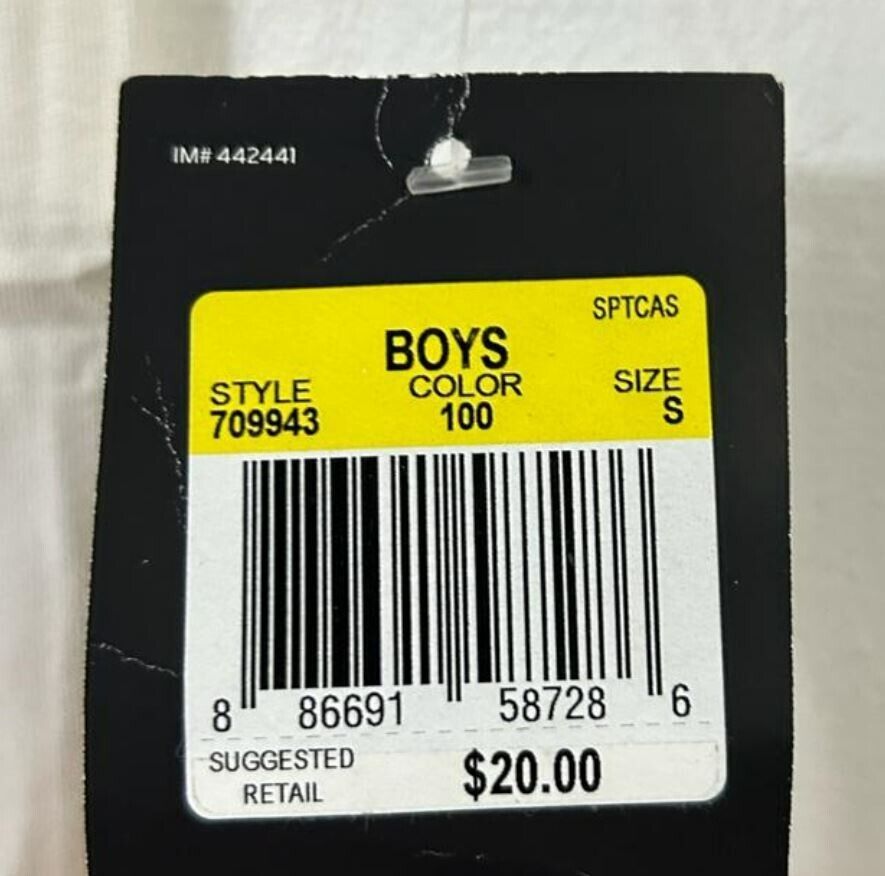 IM# 442441
SPTCAS
BOYS
STYLE COLOR SIZE
709943 100 S
8 86691 58728 6
SUGGESTED RETAIL $20.00